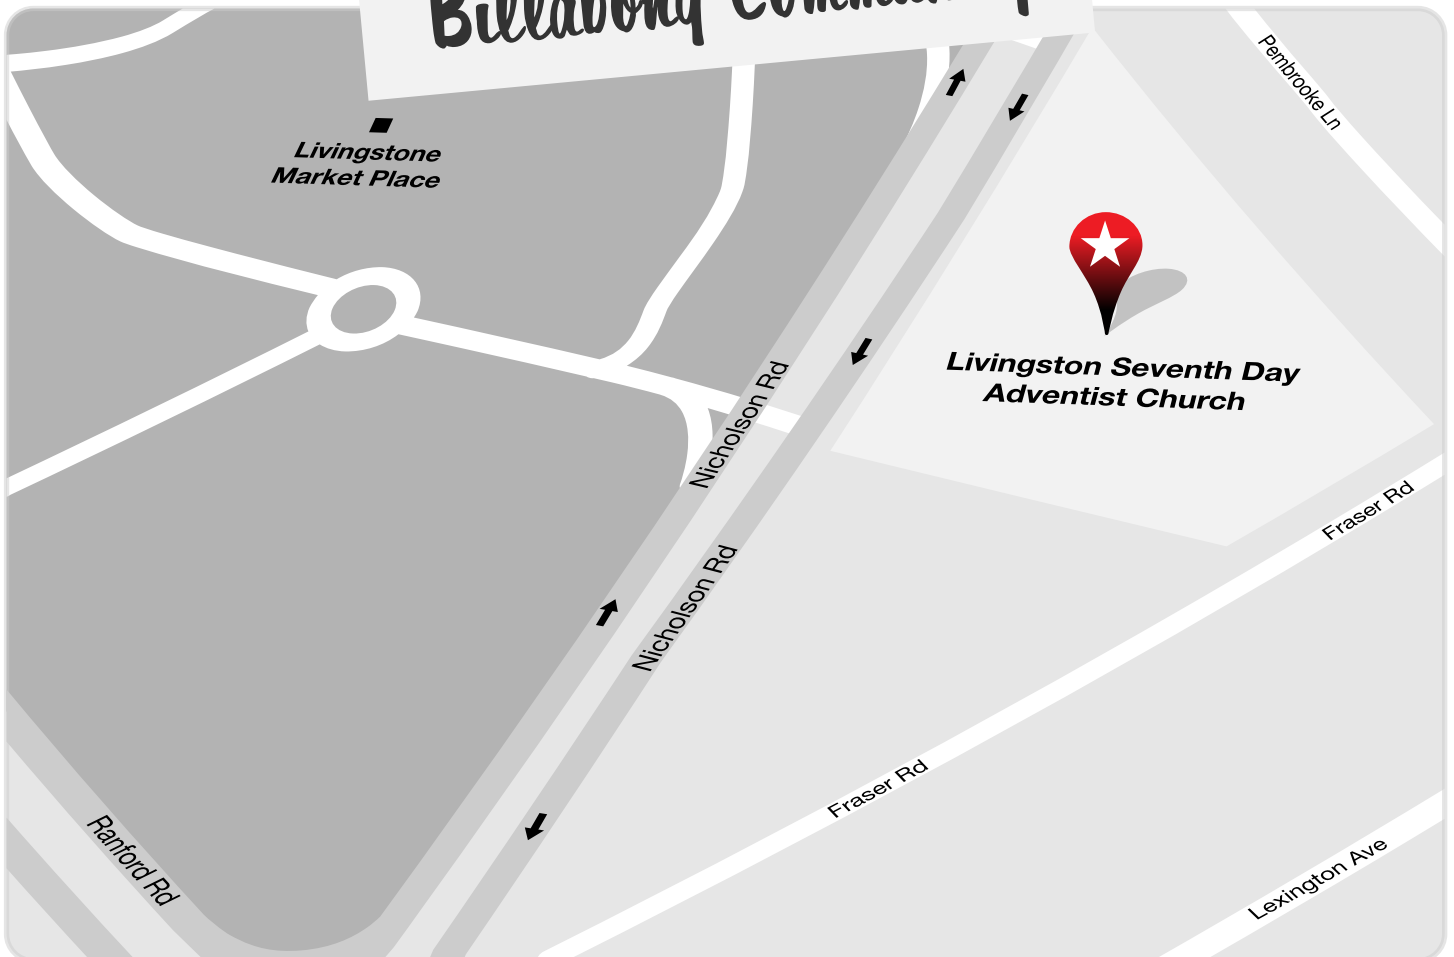 Billabong
Pembrooke Ln
Livingstone
Market Place
Livingston Seventh Day
Adventist Church
Nicholson Rd
Fraser Rd
Nicholson Rd
Fraser Rd
Ranford Rd
Lexington Ave